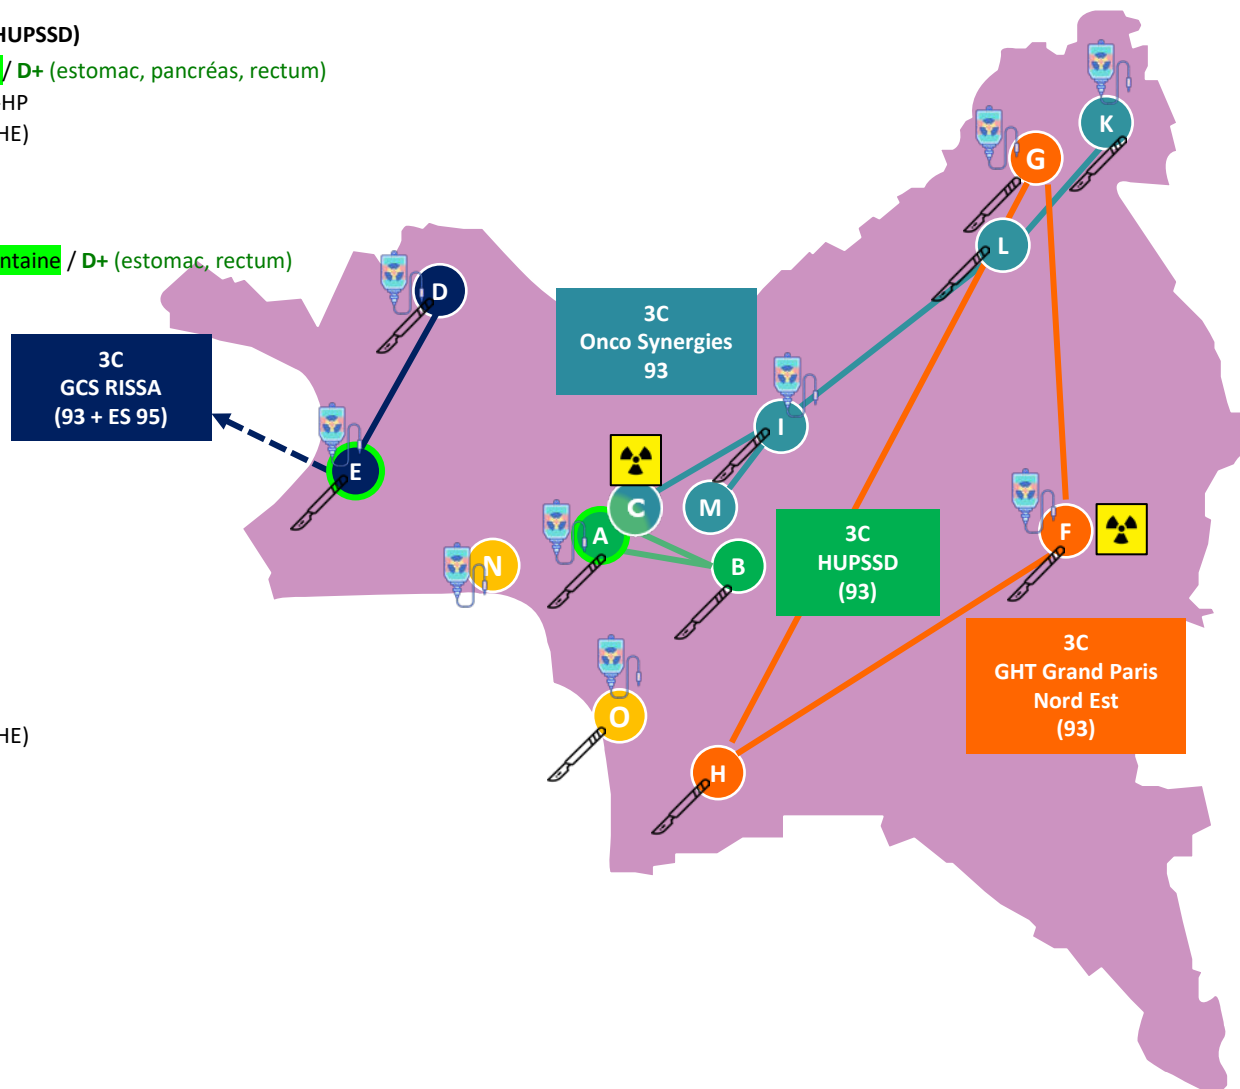 HUPSSD)
/ D+ (estomac, pancréas, rectum)
HP
HE)
ntaine / D+ (estomac, rectum)
K
G
L
D
3C
Onco Synergies
93
3C
GCS RISSA
(93 + ES 95)
I
E
C
M
A
B
N
3C
HUPSSD
(93)
F
3C
GHT Grand Paris
Nord Est
(93)
O
HE)
H